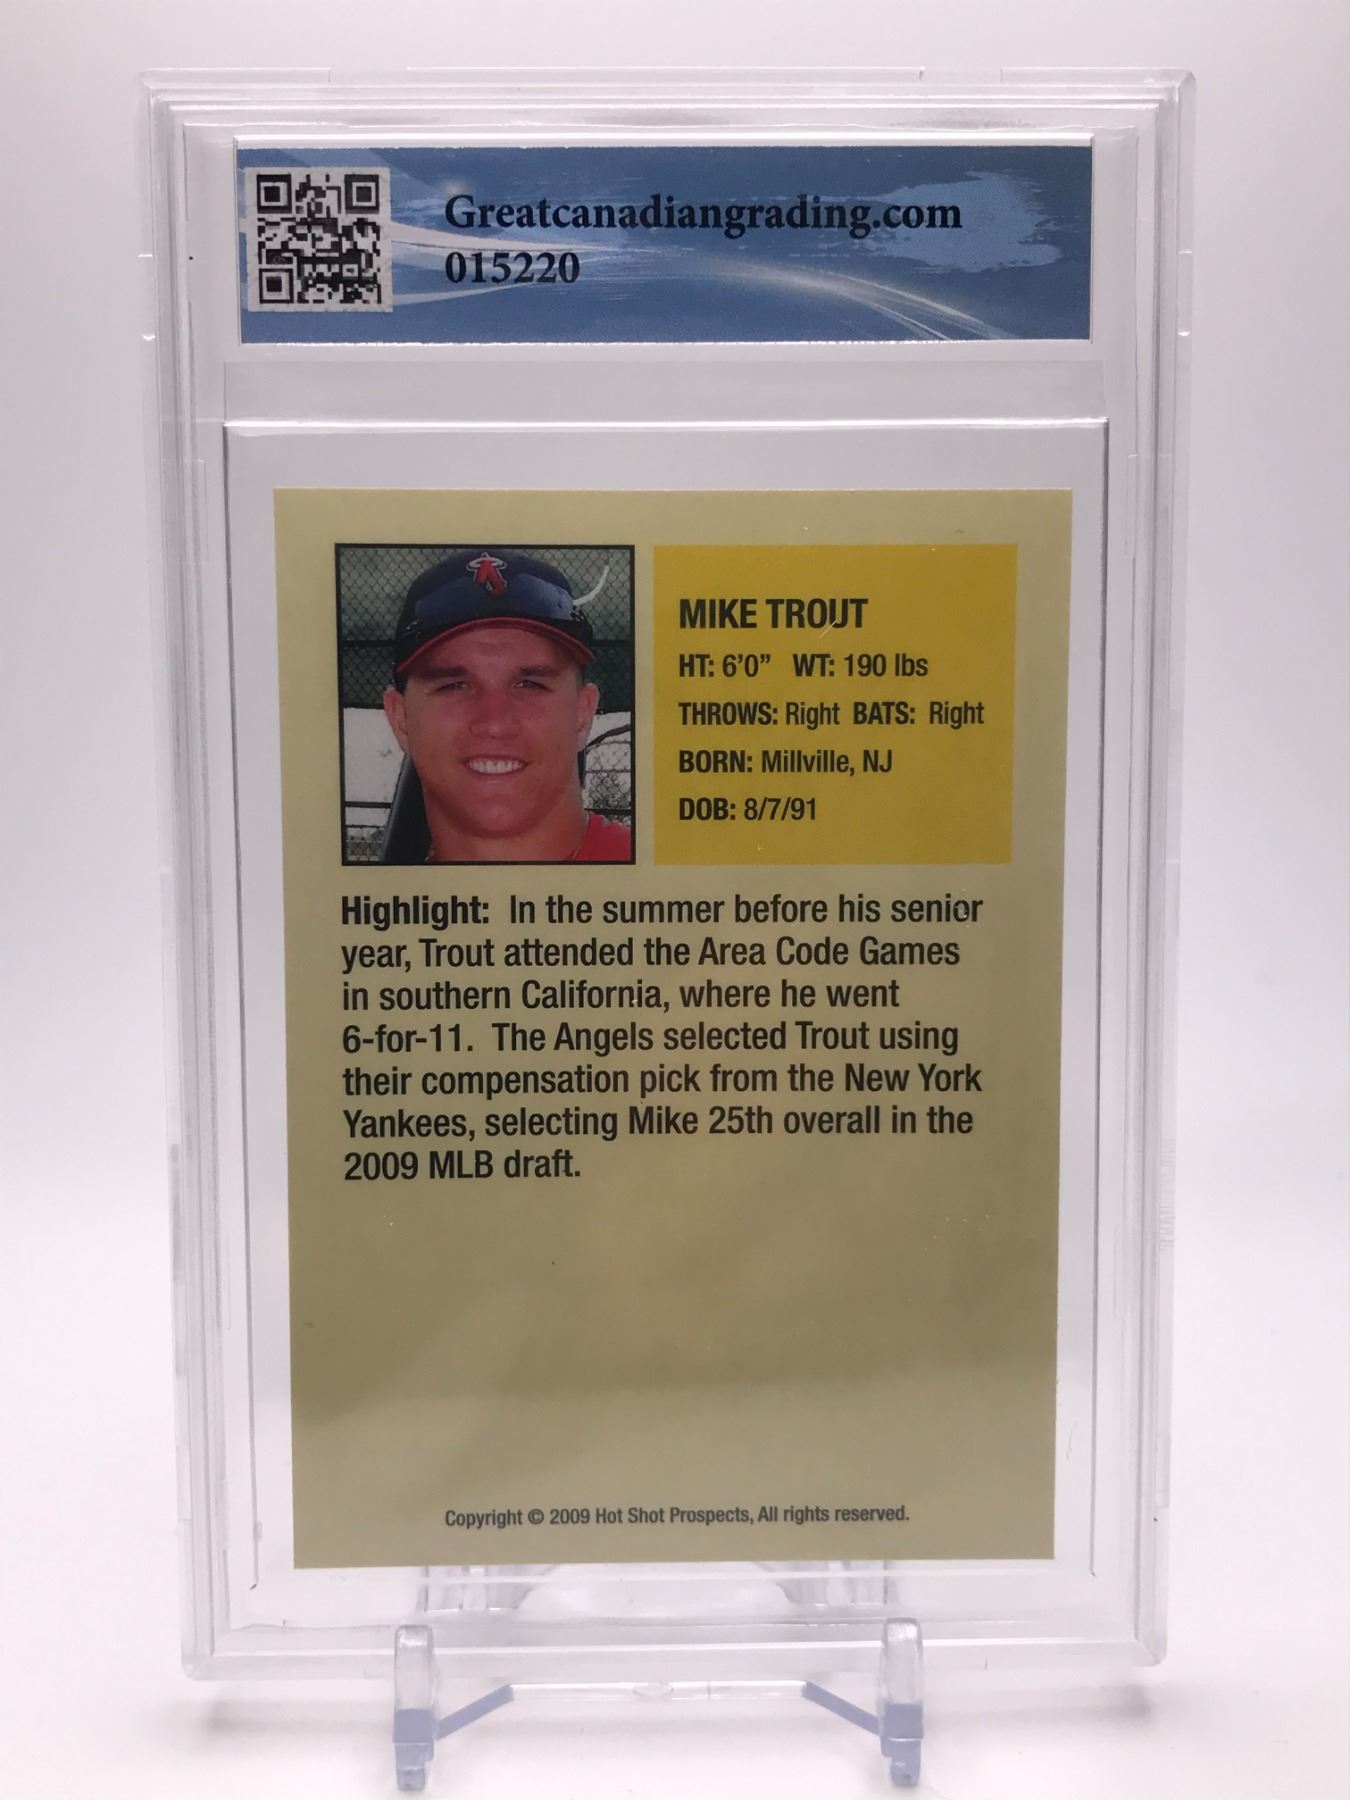 Greatcanadiangrading.com
015220
MIKE TROUT
HT: 6'0” WT: 190 lbs
THROWS: Right BATS: Right
BORN: Millville, NJ
DOB: 8/7/91
Highlight: In the summer before his senior
year, Trout attended the Area Code Games
in southern California, where he went
6-for-11. The Angels selected Trout using
their compensation pick from the New York
Yankees, selecting Mike 25th overall in the
2009 MLB draft.
Copyright © 2009 Hot Shot Prospects, All rights reserved.